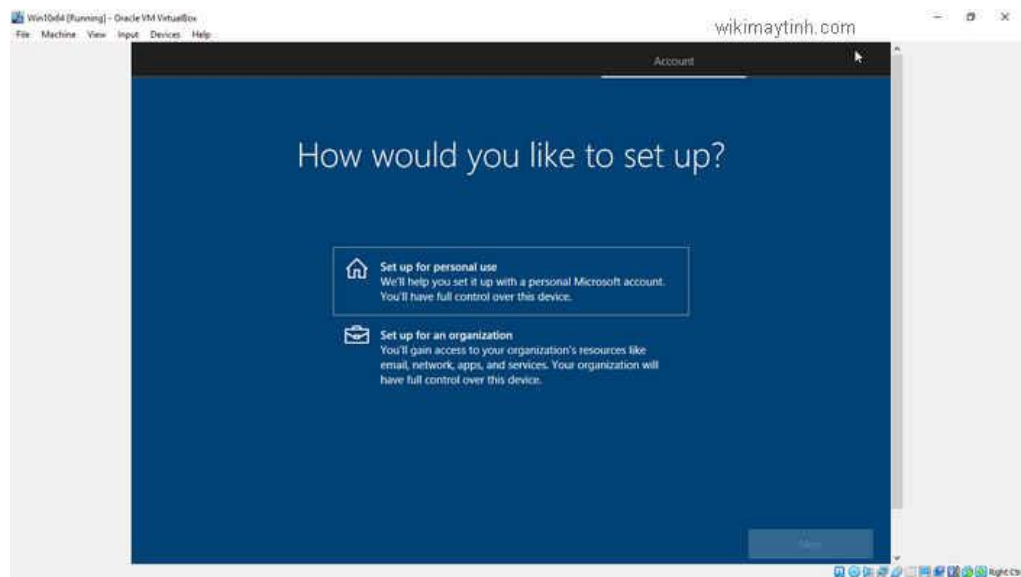 Win10x64 [Running] - Oracle VM VirtualBox
wikimaytinh.com
File Machine View Input Devices Help
Account
How would you like to set up?
Set up for personal use
We'll help you set it up with a personal Microsoft account.
You'll have full control over this device.
Set up for an organization
You'll gain access to your organization's resources like
email, network, apps, and services. Your organization will
have full control over this device.
Next
Right Ctrl